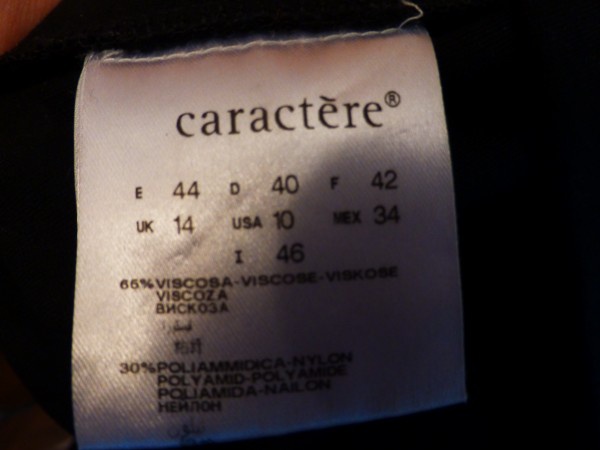 caractère®
E 44 D 40 F 42
UK 14 USA 10 MEX 34
I 46
65% VISCOSA-VISCOSE-VISKOSE
VISCOZA
ВИСКОЗА
30% POLIAMMIDICA-NYLON
POLYAMID-POLYAMIDE
POLIAMIDA-NAILON
НЕЙЛОН